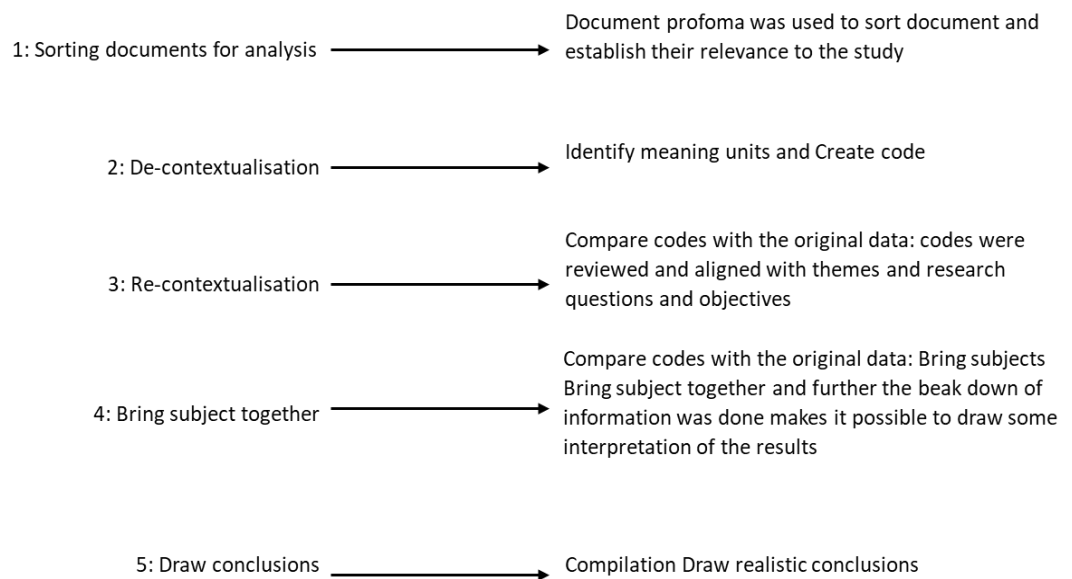 1: Sorting documents for analysis
Document profoma was used to sort document and
establish their relevance to the study
2: De-contextualisation
Identify meaning units and Create code
3: Re-contextualisation
Compare codes with the original data: codes were
reviewed and aligned with themes and research
questions and objectives
4: Bring subject together
Compare codes with the original data: Bring subjects
Bring subject together and further the beak down of
information was done makes it possible to draw some
interpretation of the results
5: Draw conclusions
Compilation Draw realistic conclusions